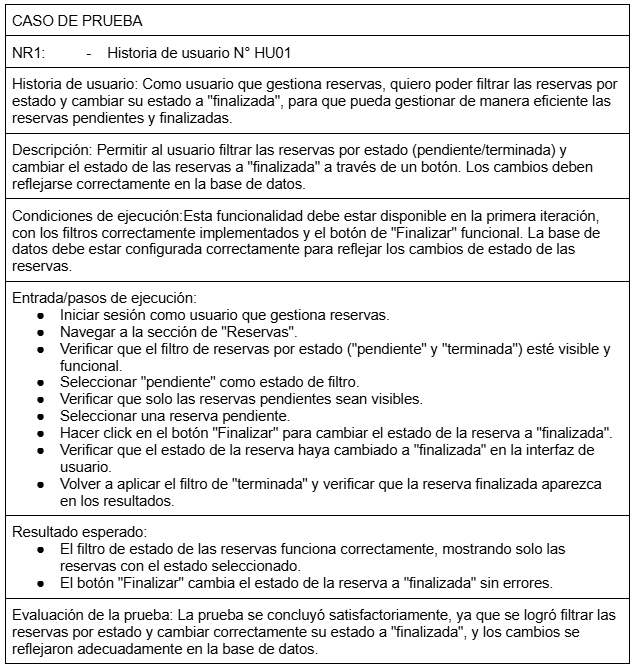 CASO DE PRUEBA
NR1: - Historia de usuario N° HU01
Historia de usuario: Como usuario que gestiona reservas, quiero poder filtrar las reservas por
estado y cambiar su estado a "finalizada", para que pueda gestionar de manera eficiente las
reservas pendientes y finalizadas.
Descripción: Permitir al usuario filtrar las reservas por estado (pendiente/terminada) y
cambiar el estado de las reservas a "finalizada" a través de un botón. Los cambios deben
reflejarse correctamente en la base de datos.
Condiciones de ejecución:Esta funcionalidad debe estar disponible en la primera iteración,
con los filtros correctamente implementados y el botón de "Finalizar" funcional. La base de
datos debe estar configurada correctamente para reflejar los cambios de estado de las
reservas.
Entrada/pasos de ejecución:
● Iniciar sesión como usuario que gestiona reservas.
● Navegar a la sección de "Reservas".
● Verificar que el filtro de reservas por estado ("pendiente" y "terminada") esté visible y
funcional.
● Seleccionar "pendiente" como estado de filtro.
● Verificar que solo las reservas pendientes sean visibles.
● Seleccionar una reserva pendiente.
● Hacer click en el botón "Finalizar" para cambiar el estado de la reserva a "finalizada".
● Verificar que el estado de la reserva haya cambiado a "finalizada" en la interfaz de
usuario.
● Volver a aplicar el filtro de "terminada" y verificar que la reserva finalizada aparezca
en los resultados.
Resultado esperado:
● El filtro de estado de las reservas funciona correctamente, mostrando solo las
reservas con el estado seleccionado.
● El botón "Finalizar" cambia el estado de la reserva a "finalizada" sin errores.
Evaluación de la prueba: La prueba se concluyó satisfactoriamente, ya que se logró filtrar las
reservas por estado y cambiar correctamente su estado a "finalizada", y los cambios se
reflejaron adecuadamente en la base de datos.